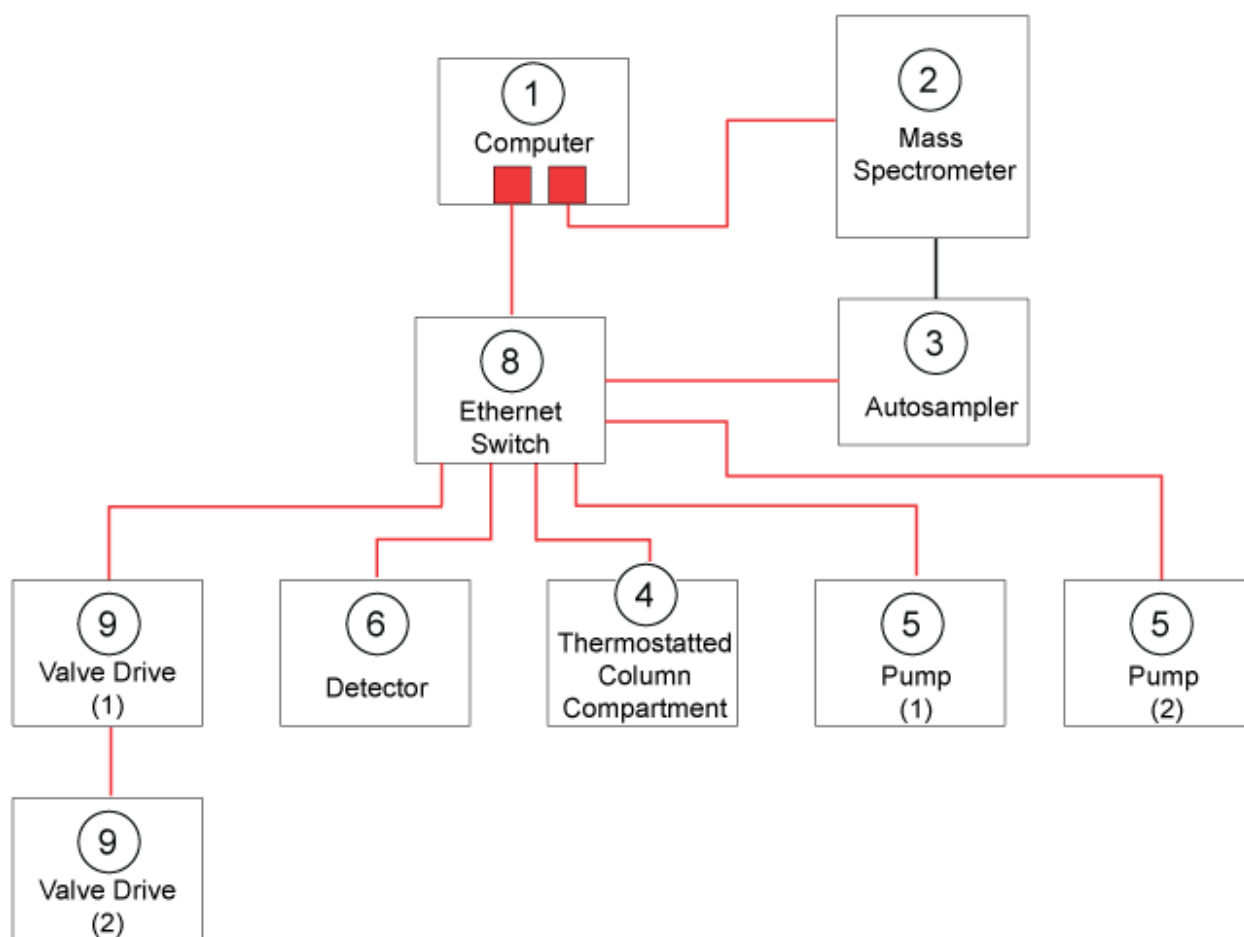 1
Computer
2
Mass
Spectrometer
8
Ethernet
Switch
3
Autosampler
9
Valve Drive
(1)
6
Detector
4
Thermostatted
Column
Compartment
5
Pump
(1)
5
Pump
(2)
9
Valve Drive
(2)